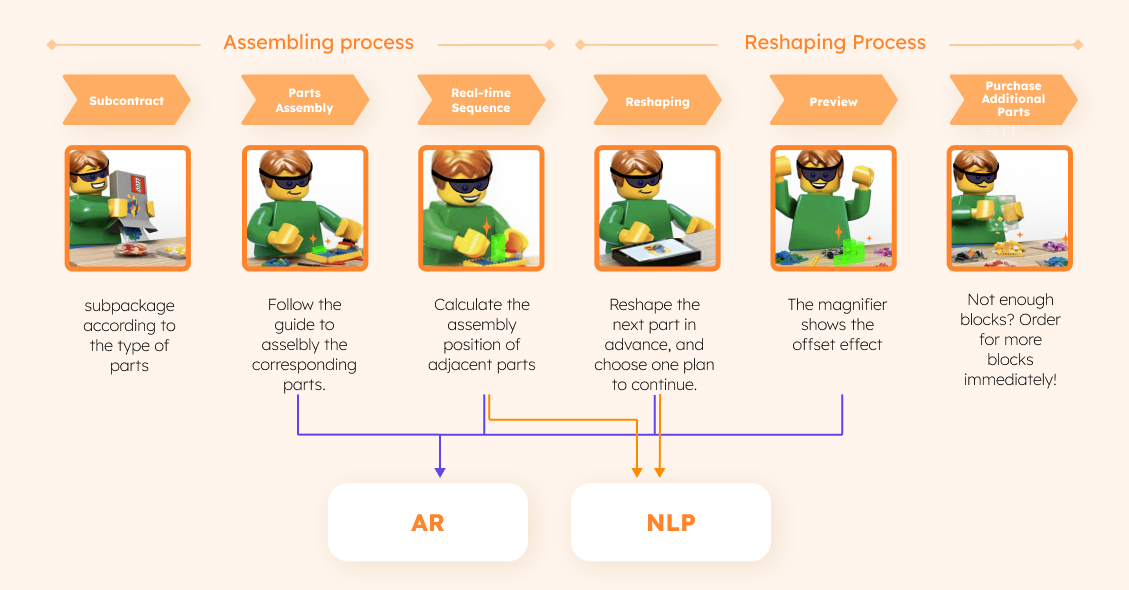 Assembling process
Reshaping Process
Subcontract
Parts
Assembly
Real-time
Sequence
Reshaping
Preview
Purchase
Additional
Parts
subpackage
according to
the type of
parts
Follow the
guide to
asselbly the
corresponding
parts.
Calculate the
assembly
position of
adjacent parts
Reshape the
next part in
advance, and
choose one plan
to continue.
The magnifier
shows the
offset effect
Not enough
blocks? Order
for more
blocks
immediately!
AR
NLP